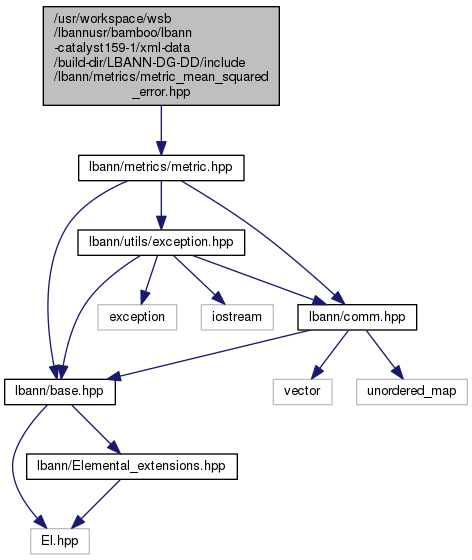 /usr/workspace/wsb
/lbannusr/bamboo/lbann
-catalyst159-1/xml-data
/build-dir/LBANN-DG-DD/include
/lbann/metrics/metric_mean_squared
_error.hpp
lbann/metrics/metric.hpp
lbann/utils/exception.hpp
exception
iostream
lbann/comm.hpp
lbann/base.hpp
vector
unordered_map
lbann/Elemental_extensions.hpp
El.hpp